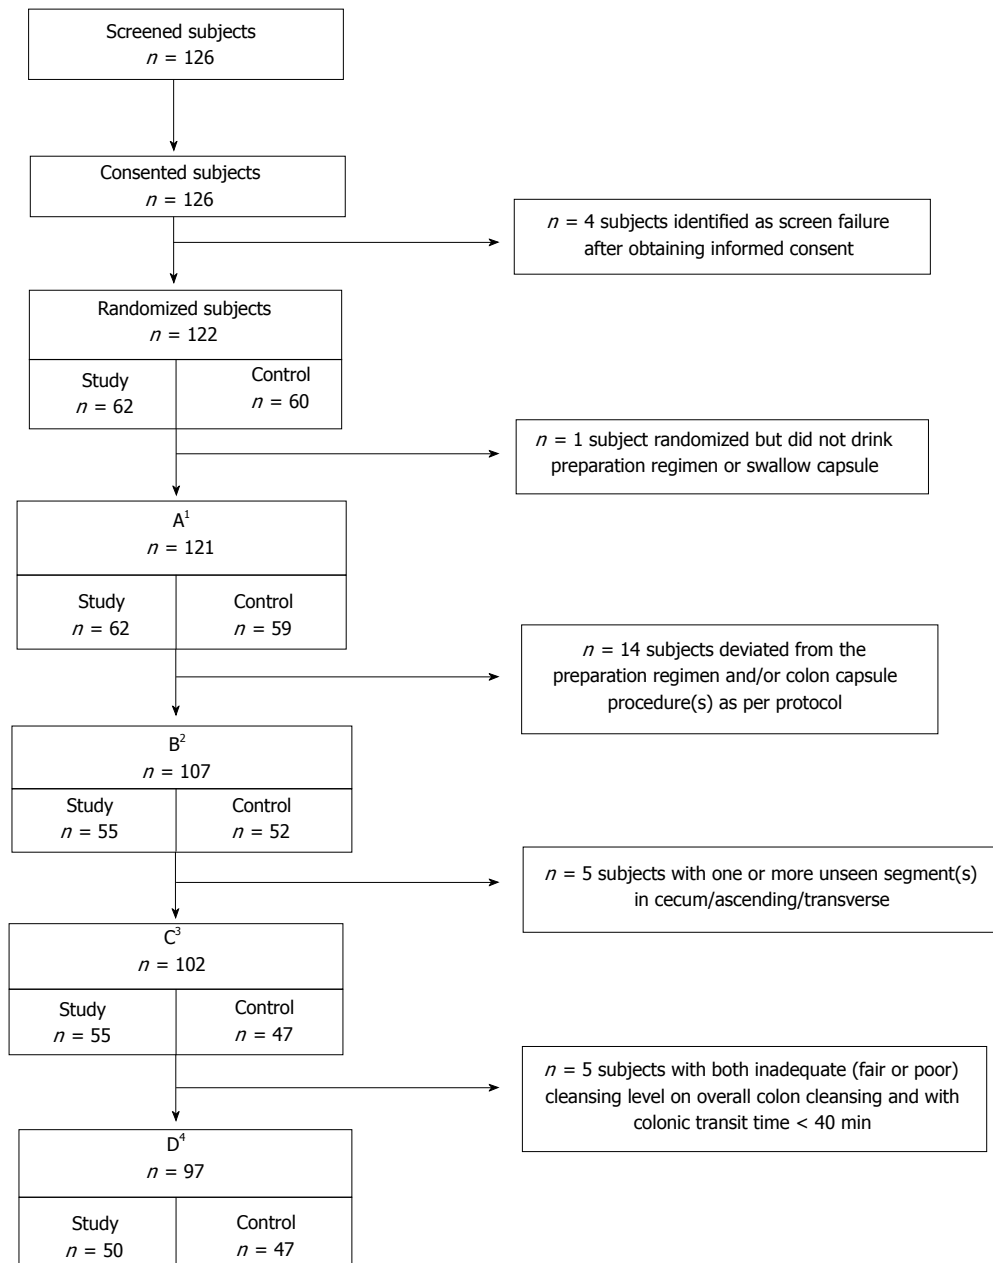 Screened subjects
n = 126
Consented subjects
n = 126
n = 4 subjects identified as screen failure
after obtaining informed consent
Randomized subjects
n = 122
Study
n = 62
Control
n = 60
n = 1 subject randomized but did not drink
preparation regimen or swallow capsule
A¹
n = 121
Study
n = 62
Control
n = 59
n = 14 subjects deviated from the
preparation regimen and/or colon capsule
procedure(s) as per protocol
B²
n = 107
Study
n = 55
Control
n = 52
n = 5 subjects with one or more unseen segment(s)
in cecum/ascending/transverse
C³
n = 102
Study
n = 55
Control
n = 47
n = 5 subjects with both inadequate (fair or poor)
cleansing level on overall colon cleansing and with
colonic transit time < 40 min
D⁴
n = 97
Study
n = 50
Control
n = 47